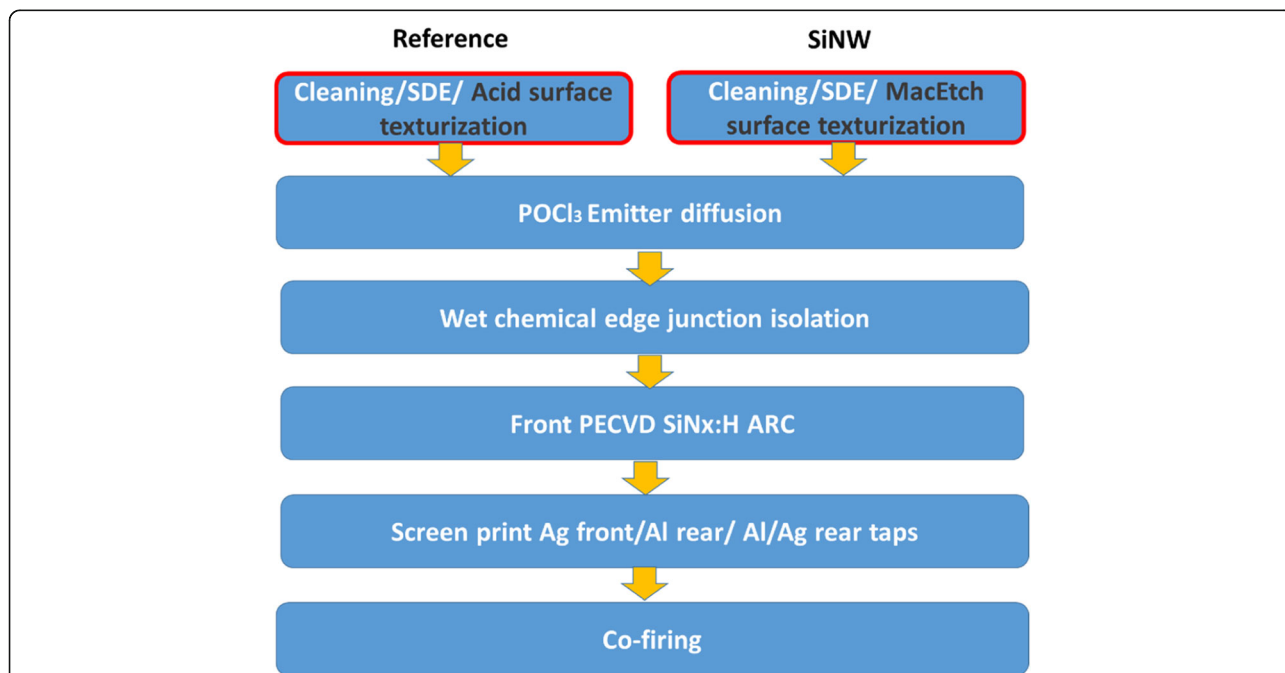 Reference
SiNW
Cleaning/SDE/ Acid surface
texturization
Cleaning/SDE/ MacEtch
surface texturization
POCl₃ Emitter diffusion
Wet chemical edge junction isolation
Front PECVD SiNx:H ARC
Screen print Ag front/Al rear/ Al/Ag rear taps
Co-firing